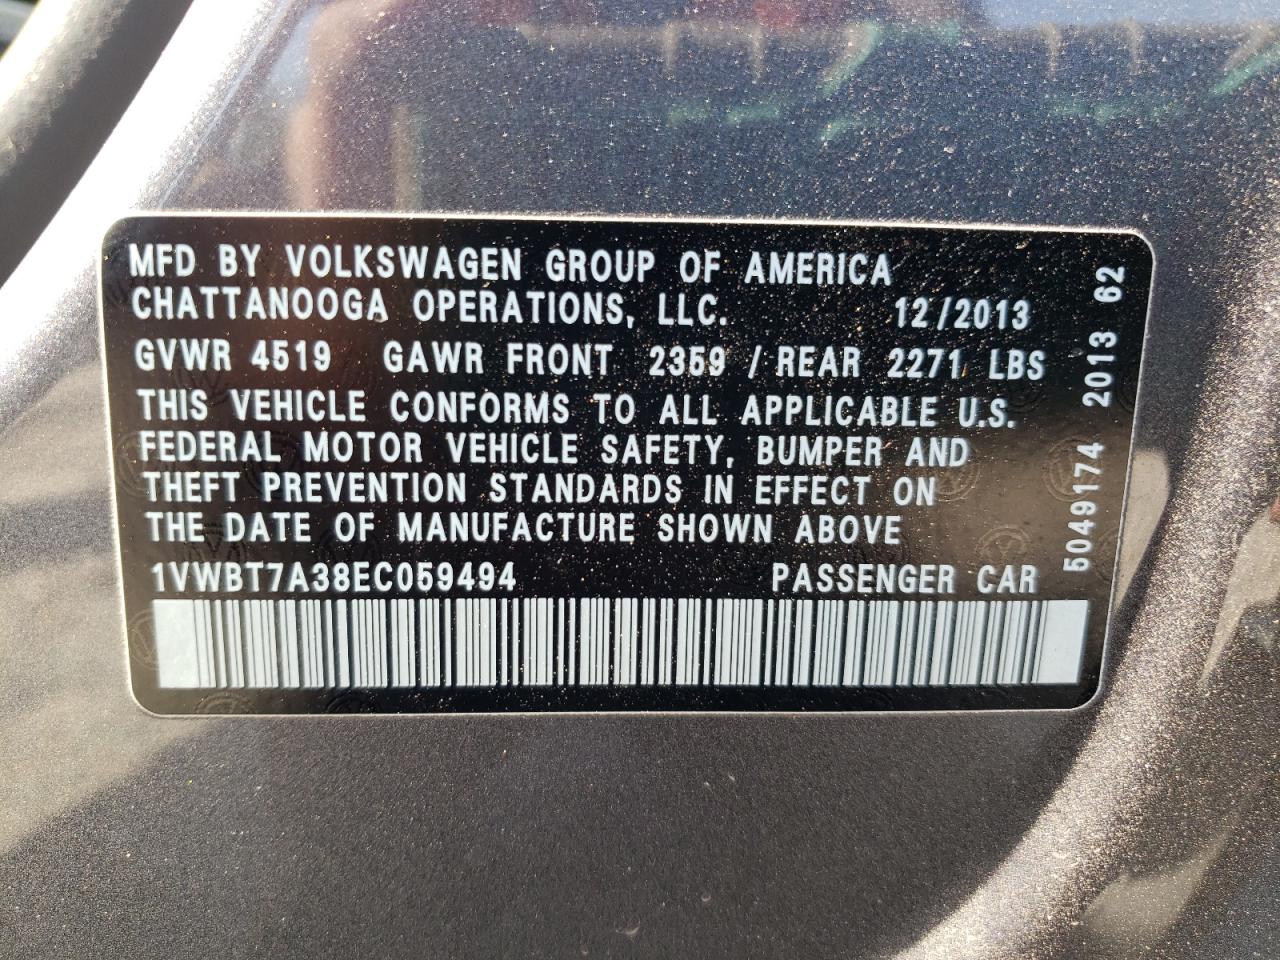 MFD BY VOLKSWAGEN GROUP OF AMERICA
CHATTANOOGA OPERATIONS, LLC. 12/2013
GVWR 4519 GAWR FRONT 2359 / REAR 2271 LBS
THIS VEHICLE CONFORMS TO ALL APPLICABLE U.S.
FEDERAL MOTOR VEHICLE SAFETY, BUMPER AND
THEFT PREVENTION STANDARDS IN EFFECT ON
THE DATE OF MANUFACTURE SHOWN ABOVE
1VWBT7A38EC059494 PASSENGER CAR
5049174 2013 62